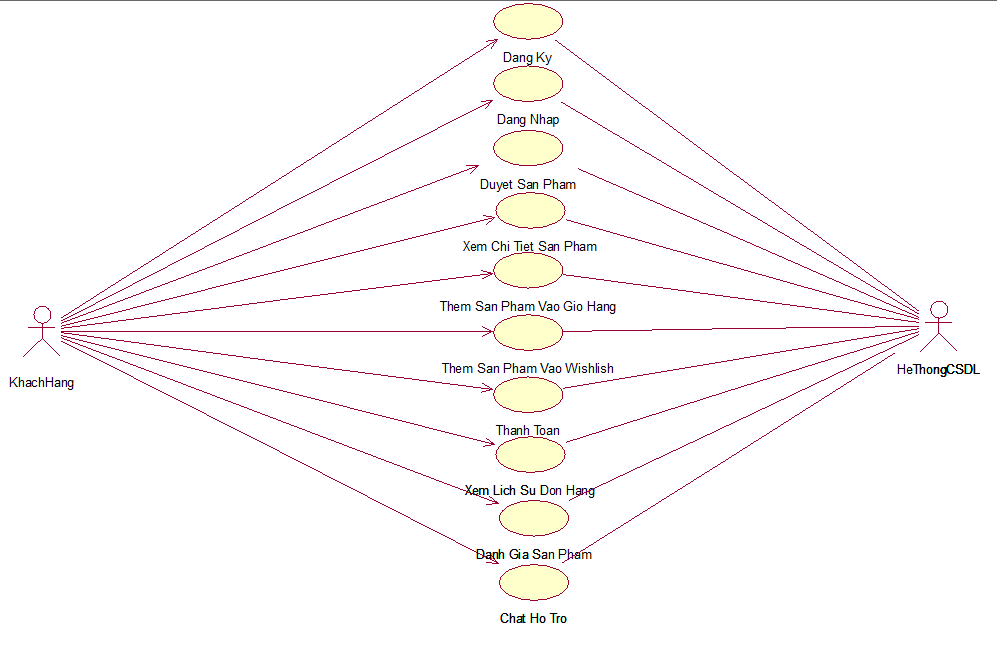 Dang Ky
Dang Nhap
Duyet San Pham
Xem Chi Tiet San Pham
Them San Pham Vao Gio Hang
KhachHang
HeThongCSDL
Them San Pham Vao Wishlish
Thanh Toan
Xem Lich Su Don Hang
Danh Gia San Pham
Chat Ho Tro